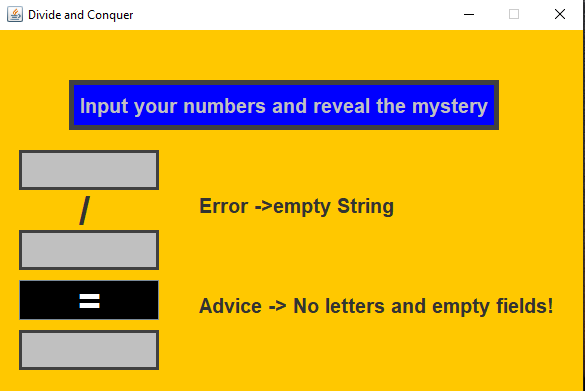 Divide and Conquer
Input your numbers and reveal the mystery
/
Error ->empty String
=
Advice -> No letters and empty fields!